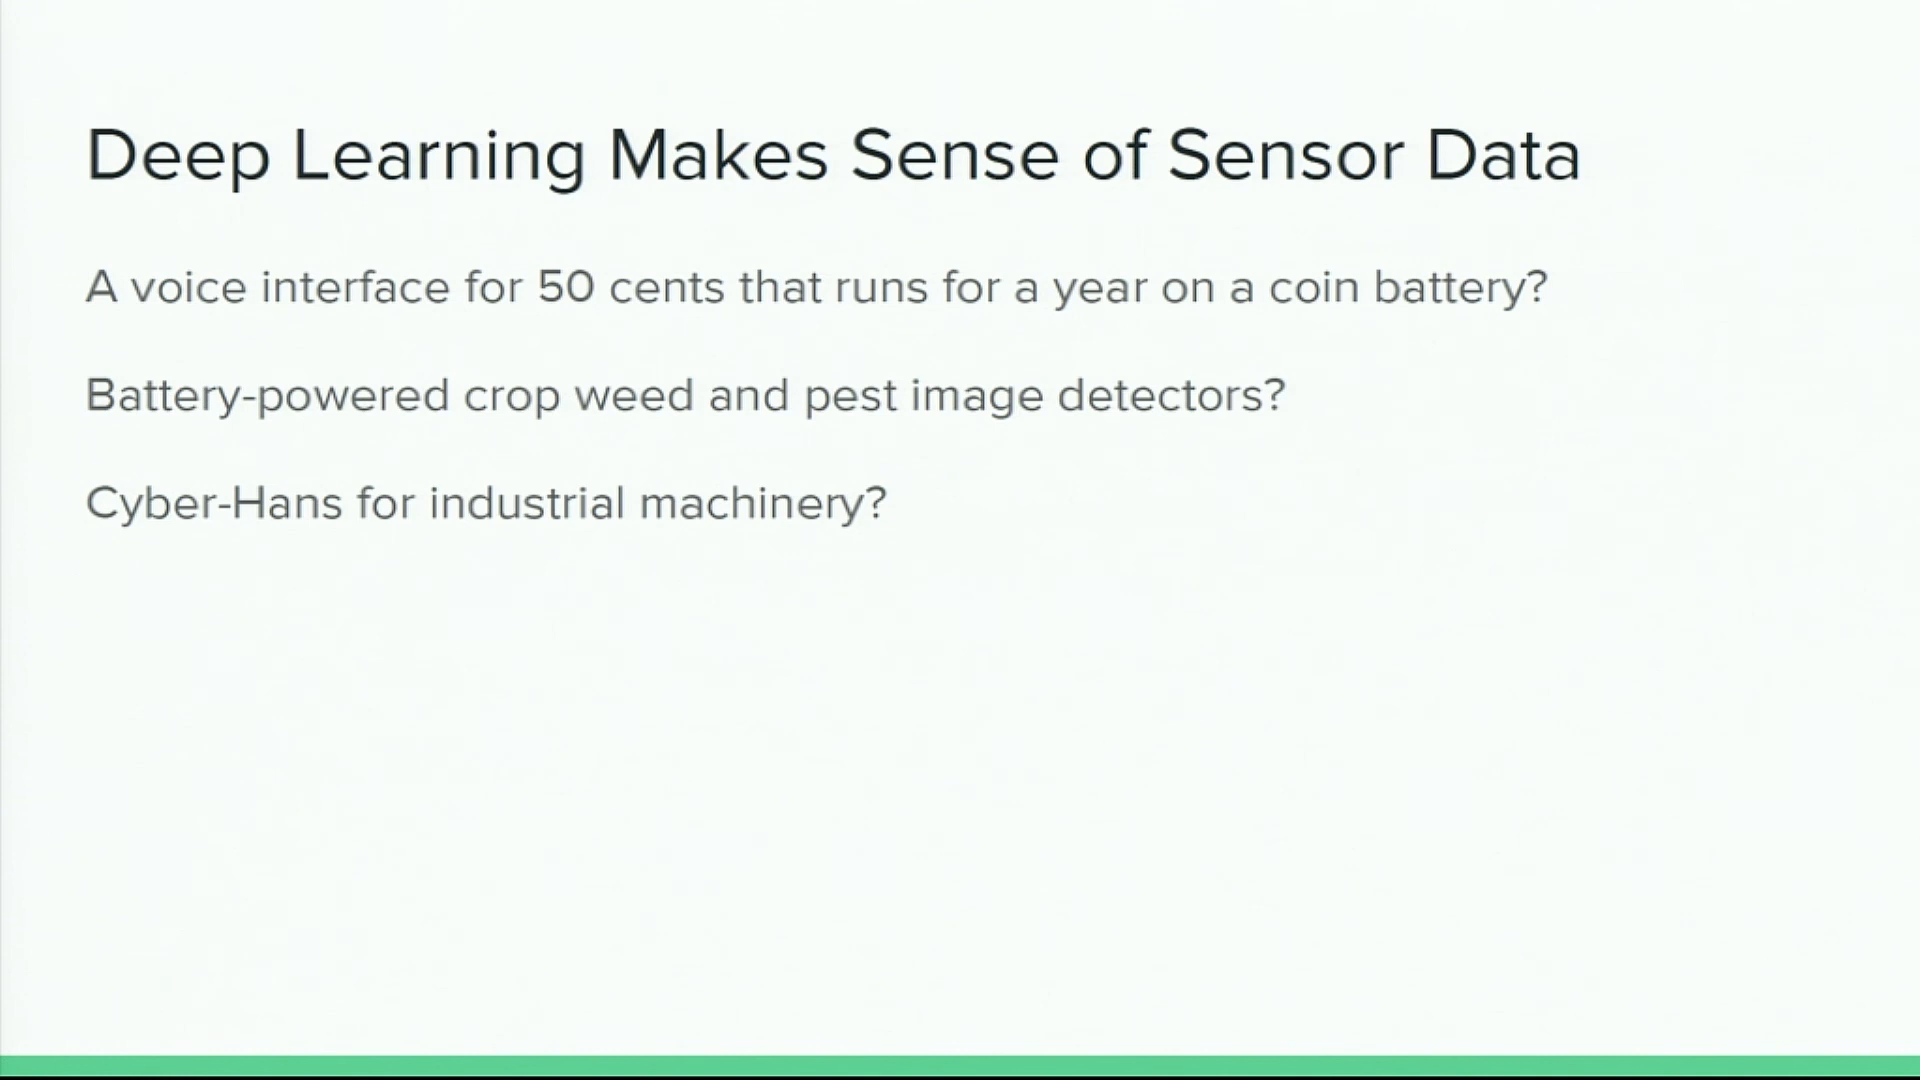 Deep Learning Makes Sense of Sensor Data
A voice interface for 50 cents that runs for a year on a coin battery?
Battery-powered crop weed and pest image detectors?
Cyber-Hans for industrial machinery?